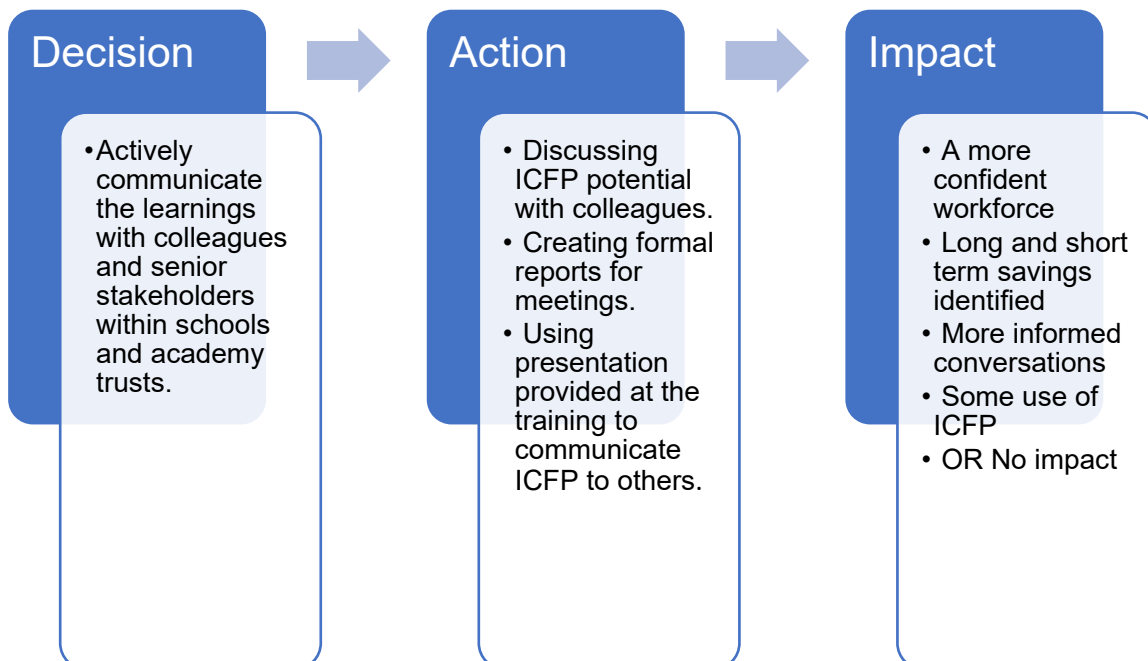 Decision
•Actively
communicate
the learnings
with colleagues
and senior
stakeholders
within schools
and academy
trusts.
Action
• Discussing
ICFP potential
with colleagues.
• Creating formal
reports for
meetings.
• Using
presentation
provided at the
training to
communicate
ICFP to others.
Impact
• A more
confident
workforce
• Long and short
term savings
identified
• More informed
conversations
• Some use of
ICFP
• OR No impact